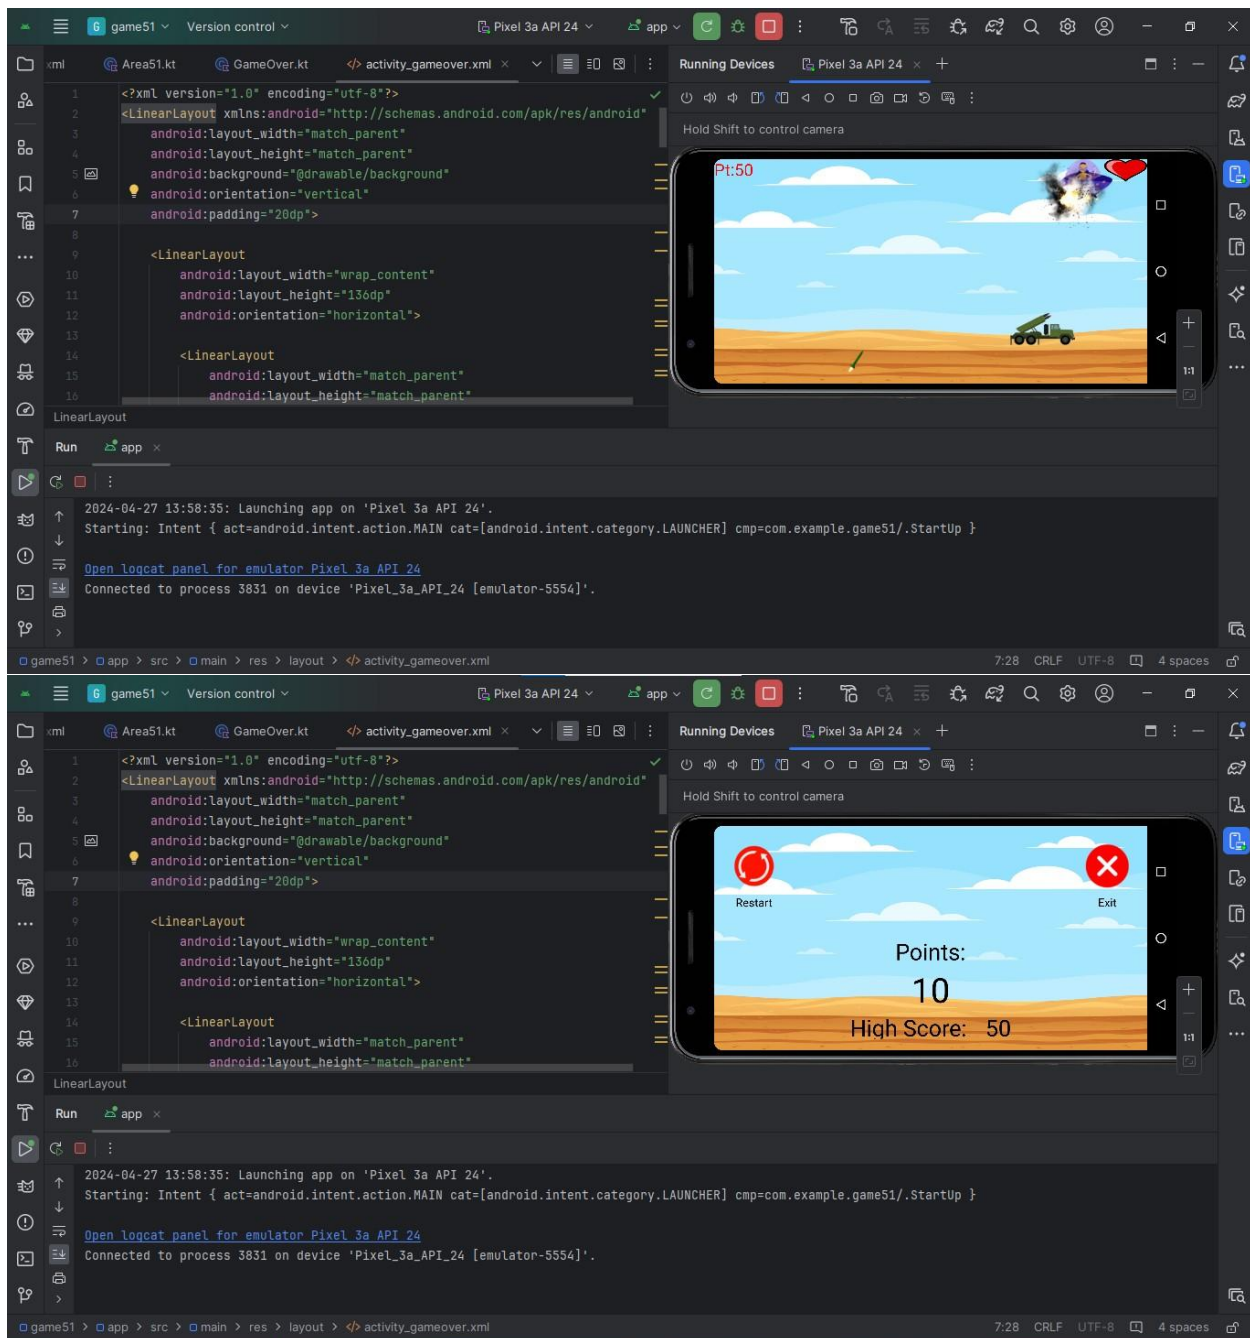 G game51 Version control Pixel 3a API 24 app
xml Area51.kt GameOver.kt activity_gameover.xml Running Devices Pixel 3a API 24
1 <?xml version="1.0" encoding="utf-8"?>
2 <LinearLayout xmlns:android="http://schemas.android.com/apk/res/android"
3 android:layout_width="match_parent"
4 android:layout_height="match_parent"
5 android:background="@drawable/background"
6 android:orientation="vertical"
7 android:padding="20dp">
8
9 <LinearLayout
10 android:layout_width="wrap_content"
11 android:layout_height="136dp"
12 android:orientation="horizontal">
13
14 <LinearLayout
15 android:layout_width="match_parent"
16 android:layout_height="match_parent"
LinearLayout
Hold Shift to control camera
Pt:50
1:1
Run app
2024-04-27 13:58:35: Launching app on 'Pixel 3a API 24'.
Starting: Intent { act=android.intent.action.MAIN cat=[android.intent.category.LAUNCHER] cmp=com.example.game51/.StartUp }
Open logcat panel for emulator Pixel 3a API 24
Connected to process 3831 on device 'Pixel_3a_API_24 [emulator-5554]'.
game51 > app > src > main > res > layout > activity_gameover.xml 7:28 CRLF UTF-8 4 spaces
G game51 Version control Pixel 3a API 24 app
xml Area51.kt GameOver.kt activity_gameover.xml Running Devices Pixel 3a API 24
1 <?xml version="1.0" encoding="utf-8"?>
2 <LinearLayout xmlns:android="http://schemas.android.com/apk/res/android"
3 android:layout_width="match_parent"
4 android:layout_height="match_parent"
5 android:background="@drawable/background"
6 android:orientation="vertical"
7 android:padding="20dp">
8
9 <LinearLayout
10 android:layout_width="wrap_content"
11 android:layout_height="136dp"
12 android:orientation="horizontal">
13
14 <LinearLayout
15 android:layout_width="match_parent"
16 android:layout_height="match_parent"
LinearLayout
Hold Shift to control camera
Restart Exit
Points:
10
High Score: 50
1:1
Run app
2024-04-27 13:58:35: Launching app on 'Pixel 3a API 24'.
Starting: Intent { act=android.intent.action.MAIN cat=[android.intent.category.LAUNCHER] cmp=com.example.game51/.StartUp }
Open logcat panel for emulator Pixel 3a API 24
Connected to process 3831 on device 'Pixel_3a_API_24 [emulator-5554]'.
game51 > app > src > main > res > layout > activity_gameover.xml 7:28 CRLF UTF-8 4 spaces